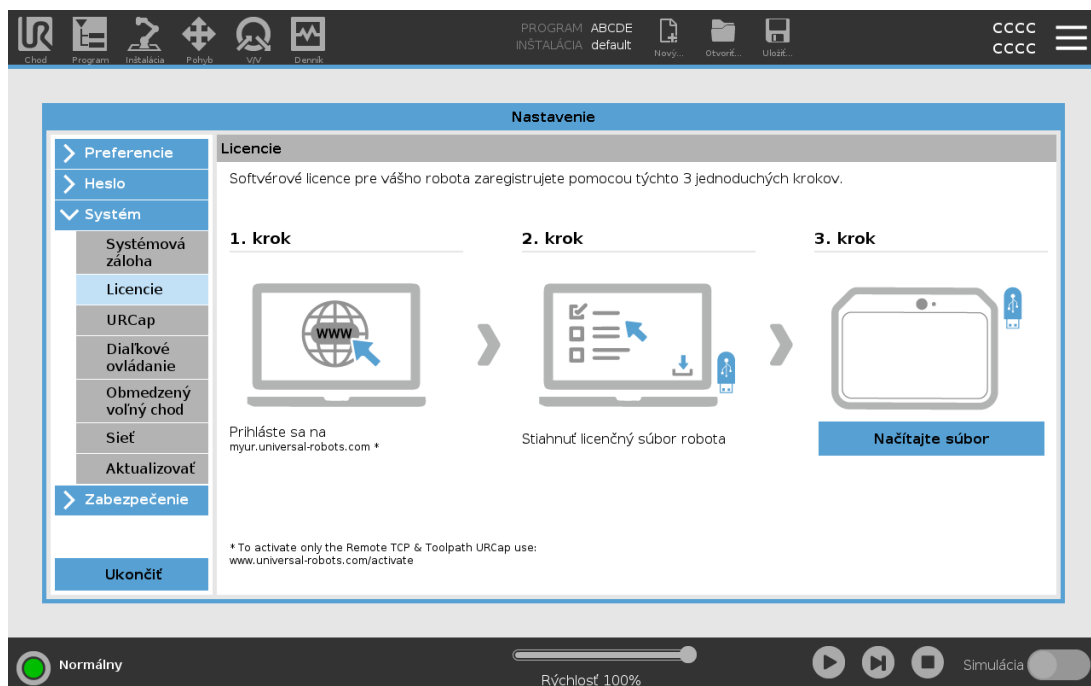 PROGRAM ABCDE
INŠTALÁCIA default
CCCC
CCCC
Chod
Program
Inštalácia
Pohyb
V/V
Denník
Nový...
Otvoriť...
Uložiť...
Nastavenie
Preferencie
Heslo
Systém
Systémová
záloha
Licencie
URCap
Diaľkové
ovládanie
Obmedzený
voľný chod
Sieť
Aktualizovať
Zabezpečenie
Ukončiť
Licencie
Softvérové licence pre vášho robota zaregistrujete pomocou týchto 3 jednoduchých krokov.
1. krok
2. krok
3. krok
www
Prihláste sa na
myur.universal-robots.com *
Stiahnuť licenčný súbor robota
Načítajte súbor
* To activate only the Remote TCP & Toolpath URCap use:
www.universal-robots.com/activate
Normálny
Rýchlosť 100%
Simulácia